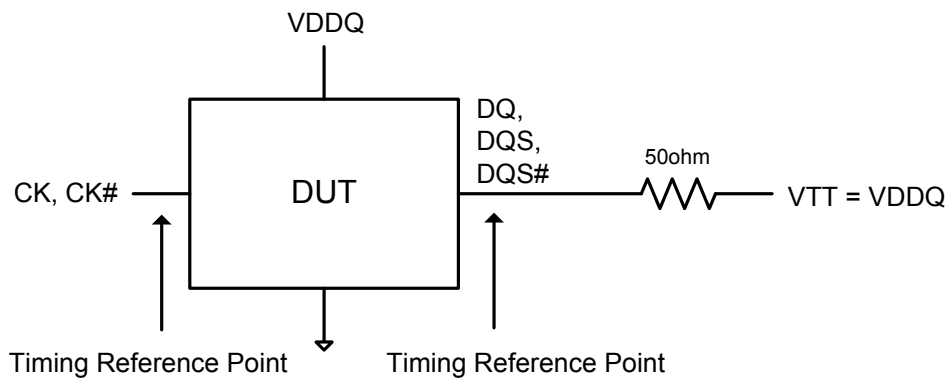 VDDQ
DQ,
DQS,
DQS#
50ohm
CK, CK#
DUT
VTT = VDDQ
Timing Reference Point
Timing Reference Point